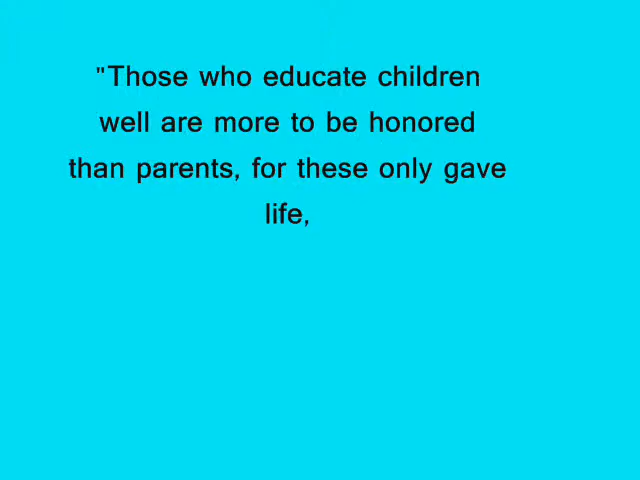 "Those who educate children
well are more to be honored
than parents, for these only gave
life,